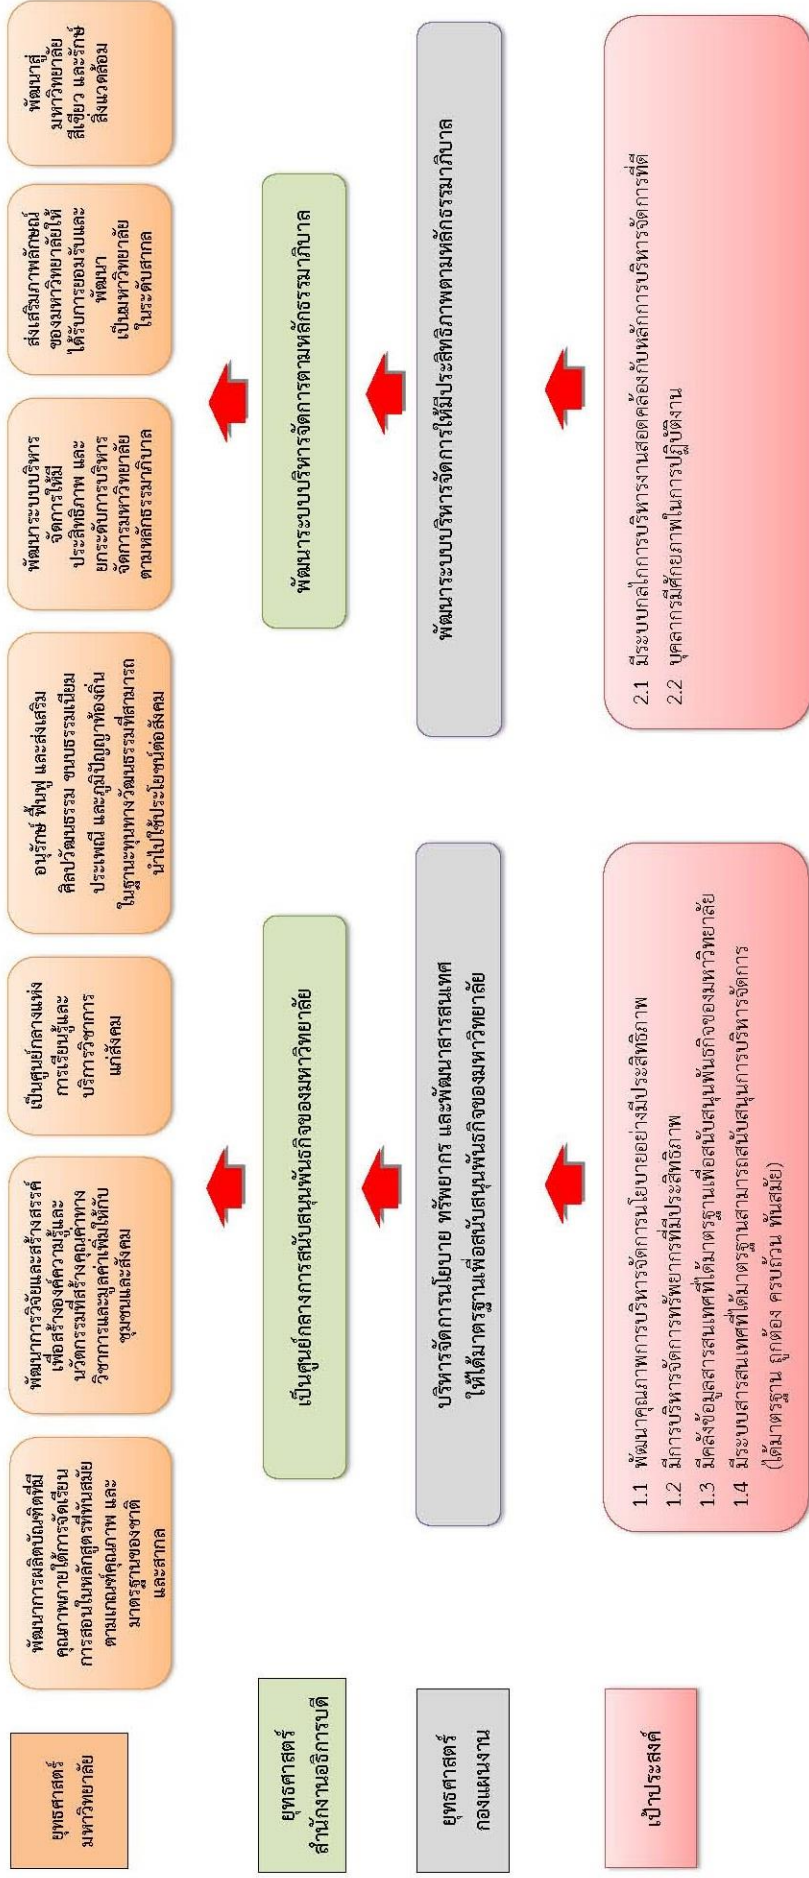 ยุทธศาสตร์
มหาวิทยาลัย
พัฒนาการผลิตบัณฑิตที่มี
คุณภาพภายใต้การจัดเรียน
การสอนในหลักสูตรที่ทันสมัย
ตามเกณฑ์คุณภาพ และ
มาตรฐานของชาติ
และสากล
พัฒนาการวิจัยและสร้างสรรค์
เพื่อสร้างองค์ความรู้และ
นวัตกรรมที่สร้างคุณค่าทาง
วิชาการและมูลค่าเพิ่มให้กับ
ชุมชนและสังคม
เป็นศูนย์กลางแห่ง
การเรียนรู้และ
บริการวิชาการ
แก่สังคม
อนุรักษ์ ฟื้นฟู และส่งเสริม
ศิลปวัฒนธรรม ขนบธรรมเนียม
ประเพณี และภูมิปัญญาท้องถิ่น
ในฐานะทุนทางวัฒนธรรมที่สามารถ
นำไปใช้ประโยชน์ต่อสังคม
พัฒนาระบบบริหาร
จัดการให้มี
ประสิทธิภาพ และ
ยกระดับการบริหาร
จัดการมหาวิทยาลัย
ตามหลักธรรมาภิบาล
ส่งเสริมภาพลักษณ์
ของมหาวิทยาลัยให้
ได้รับการยอมรับและ
พัฒนา
เป็นมหาวิทยาลัย
ในระดับสากล
พัฒนาสู่
มหาวิทยาลัย
สีเขียว และรักษ์
สิ่งแวดล้อม
ยุทธศาสตร์
สำนักงานอธิการบดี
เป็นศูนย์กลางการสนับสนุนพันธกิจของมหาวิทยาลัย
พัฒนาระบบบริหารจัดการตามหลักธรรมาภิบาล
ยุทธศาสตร์
กองแผนงาน
บริหารจัดการนโยบาย ทรัพยากร และพัฒนาสารสนเทศ
ให้ได้มาตรฐานเพื่อสนับสนุนพันธกิจของมหาวิทยาลัย
พัฒนาระบบบริหารจัดการให้มีประสิทธิภาพตามหลักธรรมาภิบาล
เป้าประสงค์
1.1 พัฒนาคุณภาพการบริหารจัดการนโยบายอย่างมีประสิทธิภาพ
1.2 มีการบริหารจัดการทรัพยากรที่มีประสิทธิภาพ
1.3 มีคลังข้อมูลสารสนเทศที่ได้มาตรฐานเพื่อสนับสนุนพันธกิจของมหาวิทยาลัย
1.4 มีระบบสารสนเทศที่ได้มาตรฐานสามารถสนับสนุนการบริหารจัดการ
(ได้มาตรฐาน ถูกต้อง ครบถ้วน ทันสมัย)
2.1 มีระบบกลไกการบริหารงานสอดคล้องกับหลักการบริหารจัดการที่ดี
2.2 บุคลากรมีศักยภาพในการปฏิบัติงาน